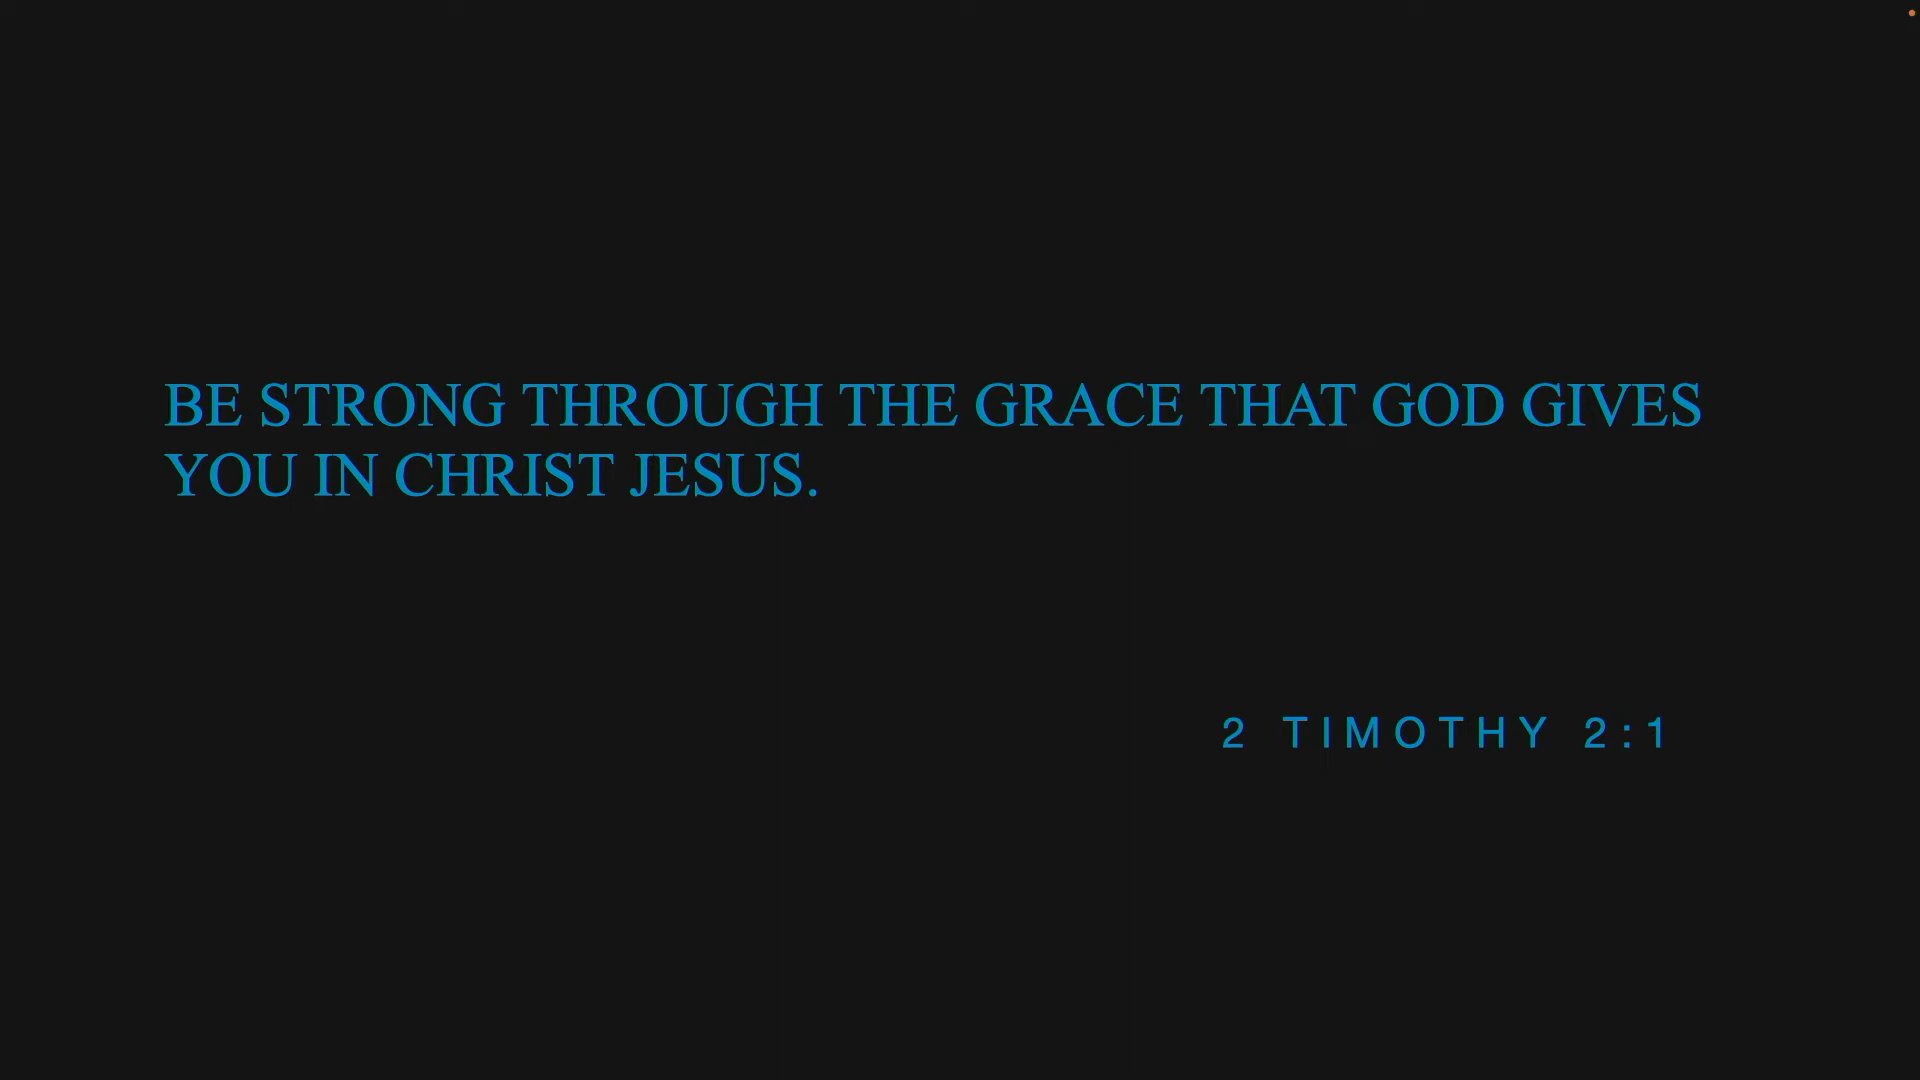 BE STRONG THROUGH THE GRACE THAT GOD GIVES
YOU IN CHRIST JESUS.
2 TIMOTHY 2:1